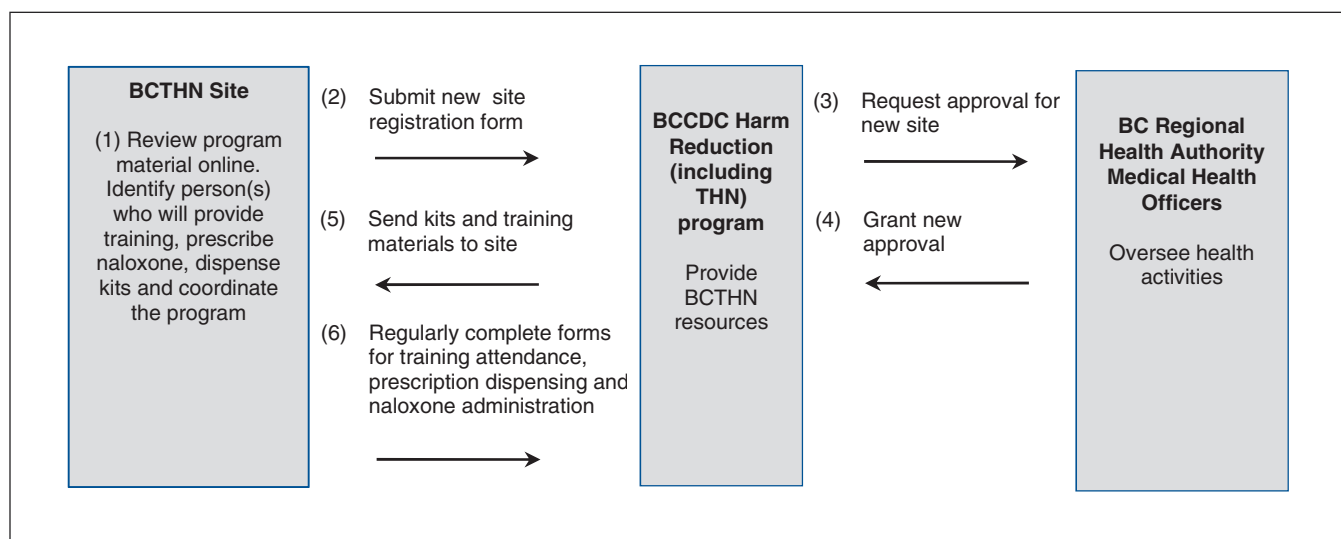 BCTHN Site
(1) Review program
material online.
Identify person(s)
who will provide
training, prescribe
naloxone, dispense
kits and coordinate
the program
(2) Submit new site
registration form
(5) Send kits and training
materials to site
(6) Regularly complete forms
for training attendance,
prescription dispensing and
naloxone administration
BCCDC Harm
Reduction
(including
THN)
program
Provide
BCTHN
resources
(3) Request approval for
new site
(4) Grant new
approval
BC Regional
Health Authority
Medical Health
Officers
Oversee health
activities